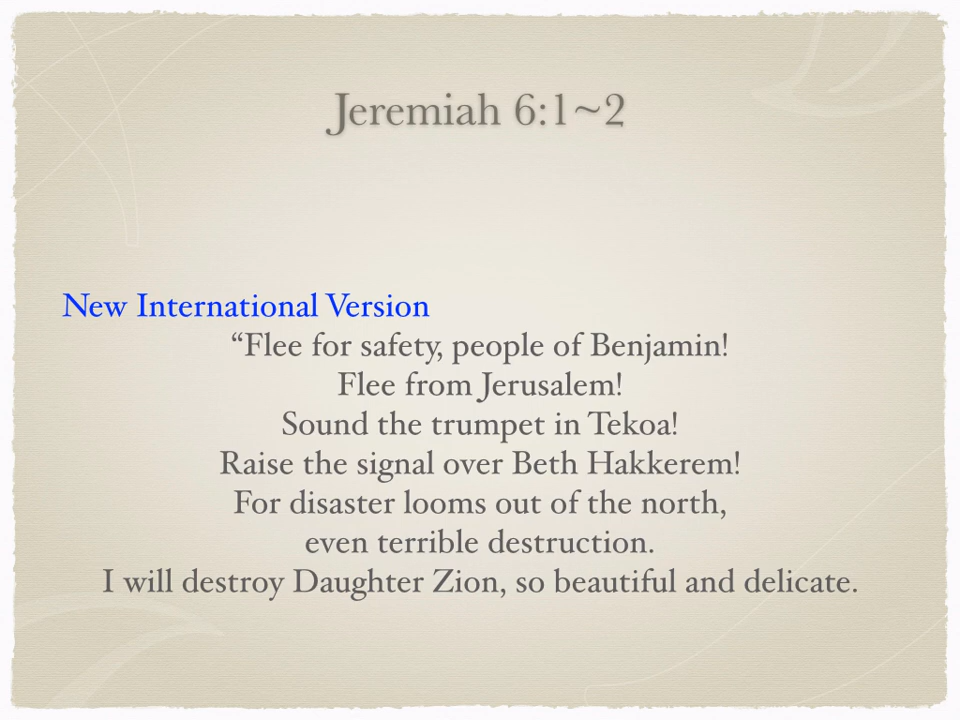 Jeremiah 6:1~2
New International Version
“Flee for safety, people of Benjamin!
Flee from Jerusalem!
Sound the trumpet in Tekoa!
Raise the signal over Beth Hakkerem!
For disaster looms out of the north,
even terrible destruction.
I will destroy Daughter Zion, so beautiful and delicate.